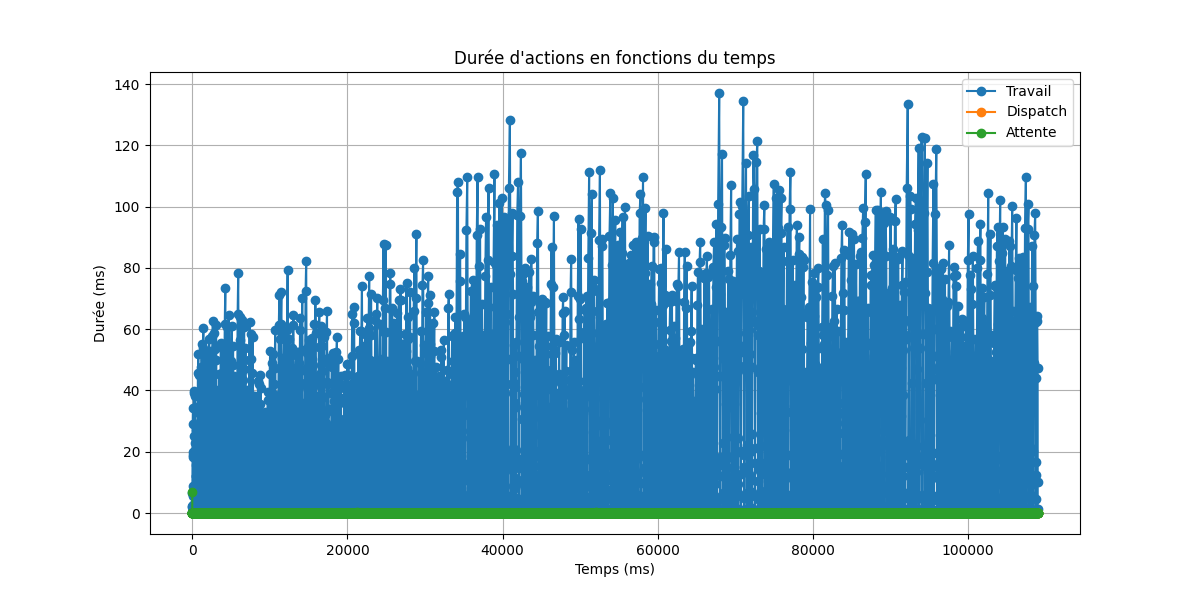 Durée d'actions en fonctions du temps
Travail
Dispatch
Attente
Durée (ms)
140
120
100
80
60
40
20
0
0 20000 40000 60000 80000 100000
Temps (ms)